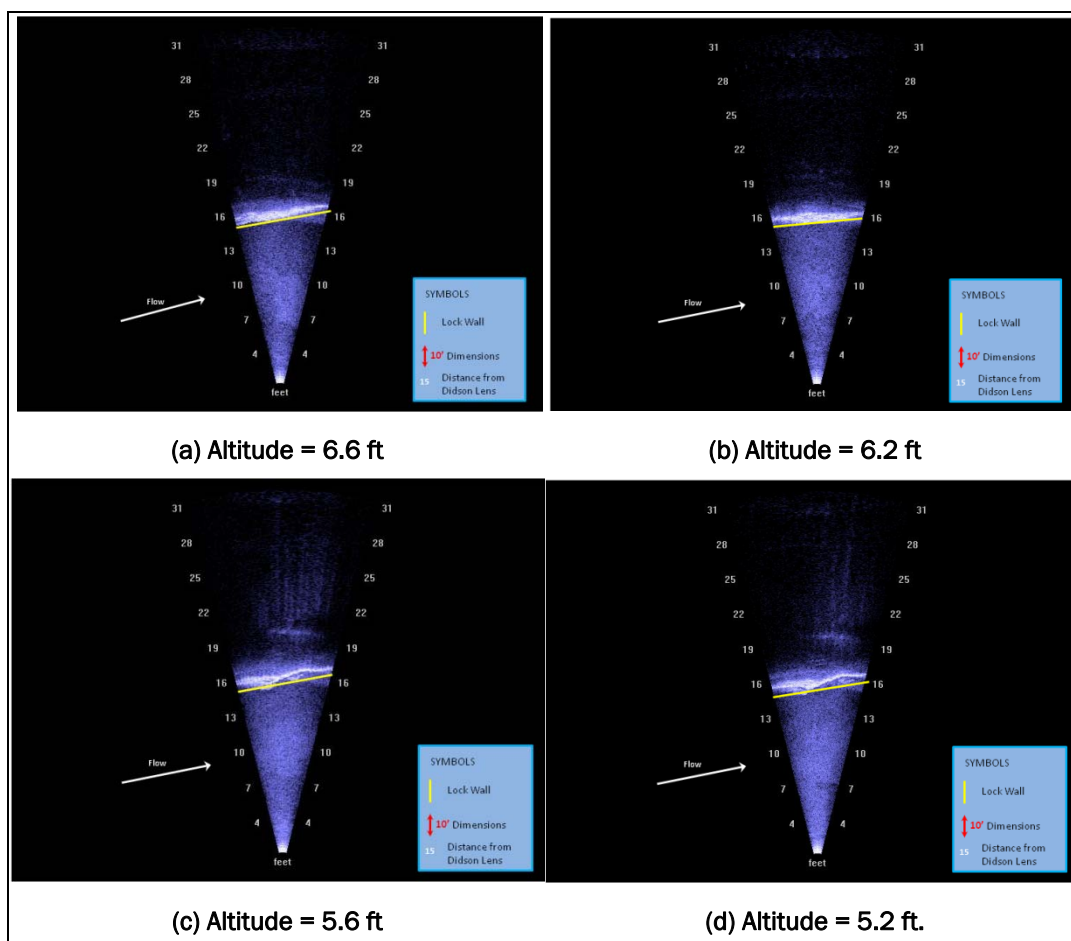 31 31
28 28
25 25
22 22
19 19
16 16
13 13
10 10
7 7
4 4
feet
Flow
SYMBOLS
Lock Wall
10' Dimensions
15 Distance from
Didson Lens
(a) Altitude = 6.6 ft
31 31
28 28
25 25
22 22
19 19
16 16
13 13
10 10
7 7
4 4
feet
Flow
SYMBOLS
Lock Wall
10' Dimensions
15 Distance from
Didson Lens
(b) Altitude = 6.2 ft
31 31
28 28
25 25
22 22
19 19
16 16
13 13
10 10
7 7
4 4
feet
Flow
SYMBOLS
Lock Wall
10' Dimensions
15 Distance from
Didson Lens
(c) Altitude = 5.6 ft
31 31
28 28
25 25
22 22
19 19
16 16
13 13
10 10
7 7
4 4
feet
Flow
SYMBOLS
Lock Wall
10' Dimensions
15 Distance from
Didson Lens
(d) Altitude = 5.2 ft.